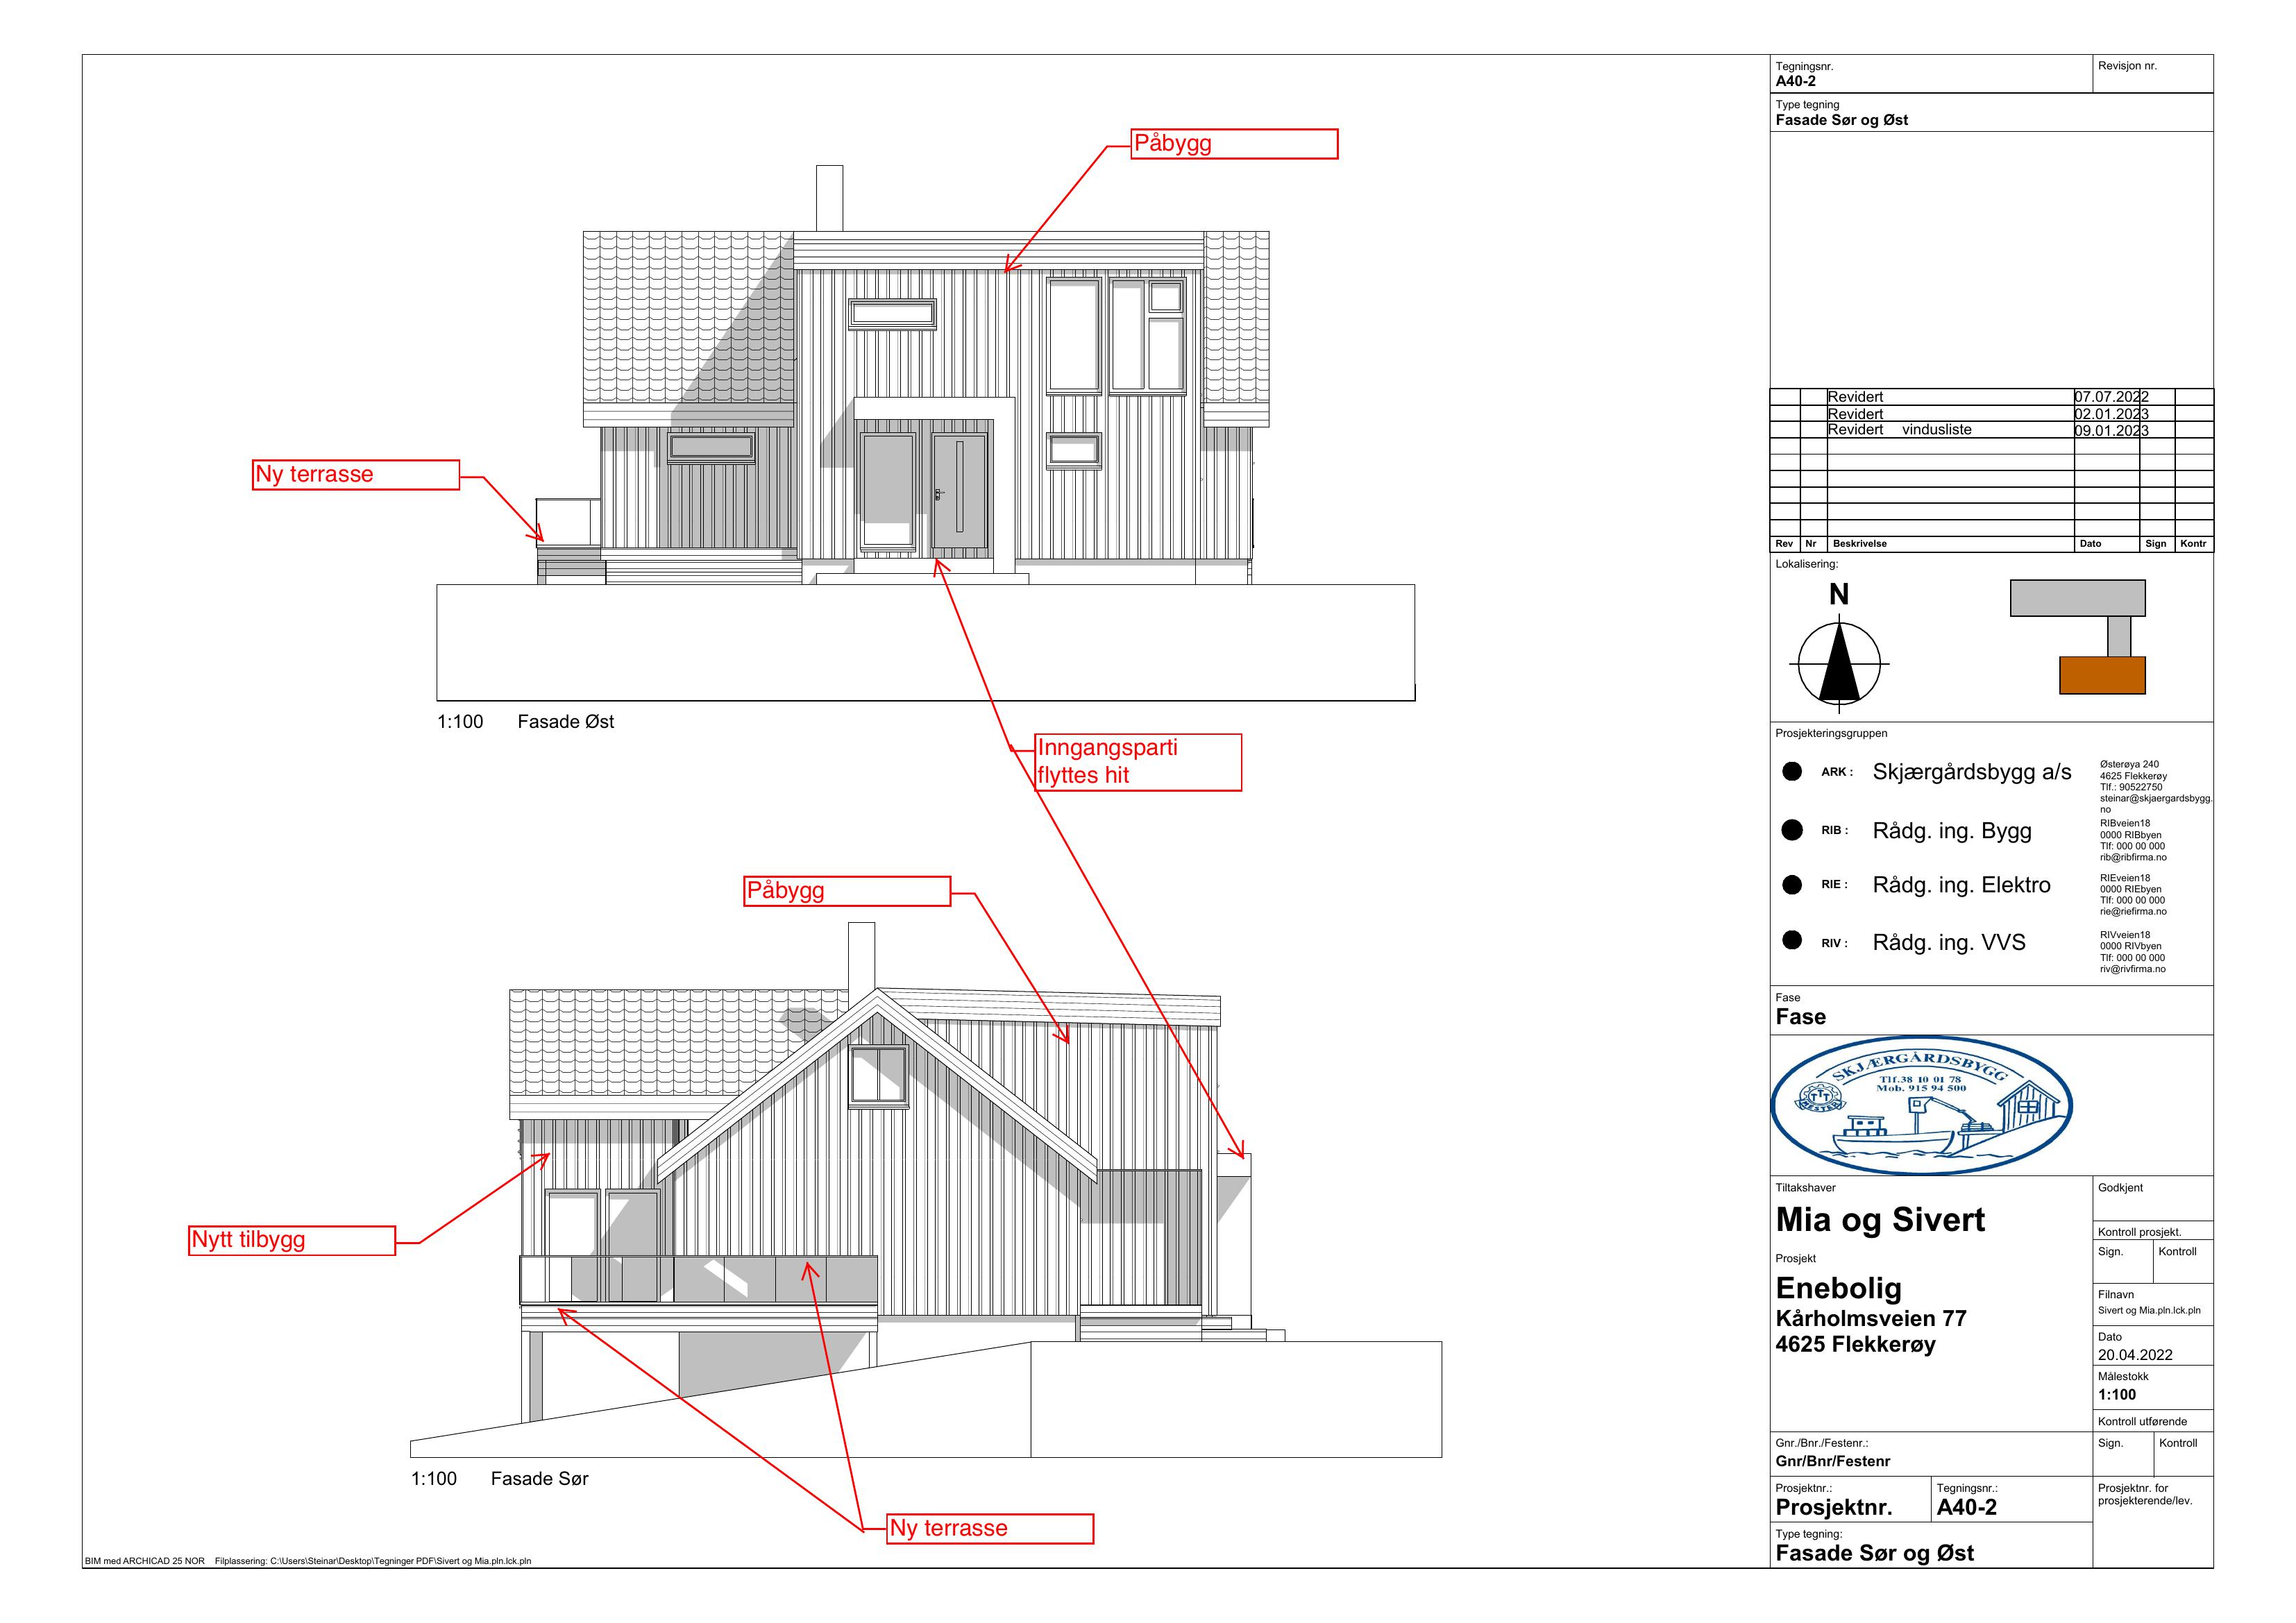 Påbygg
Ny terrasse
1:100 Fasade Øst
Inngangsparti
flyttes hit
Påbygg
Nytt tilbygg
1:100 Fasade Sør
Ny terrasse
BIM med ARCHICAD 25 NOR Filplassering: C:\Users\Steinar\Desktop\Tegninger PDF\Sivert og Mia.pln.lck.pln
Tegningsnr.
A40-2
Revisjon nr.
Type tegning
Fasade Sør og Øst
Revidert 07.07.2022
Revidert 02.01.2023
Revidert vindusliste 09.01.2023
Rev Nr Beskrivelse Dato Sign Kontr
Lokalisering:
N
Prosjekteringsgruppen
ARK : Skjærgårdsbygg a/s
Østerøya 240
4625 Flekkerøy
Tlf.: 90522750
steinar@skjaergardsbygg.
no
RIB : Rådg. ing. Bygg
RIBveien18
0000 RIBbyen
Tlf: 000 00 000
rib@ribfirma.no
RIE : Rådg. ing. Elektro
RIEveien18
0000 RIEbyen
Tlf: 000 00 000
rie@riefirma.no
RIV : Rådg. ing. VVS
RIVveien18
0000 RIVbyen
Tlf: 000 00 000
riv@rivfirma.no
Fase
Fase
SKJÆRGÅRDSBYGG
Tlf.38 10 01 78
Mob. 915 94 500
MESTER
Tiltakshaver
Mia og Sivert
Prosjekt
Enebolig
Kårholmsveien 77
4625 Flekkerøy
Godkjent
Kontroll prosjekt.
Sign. Kontroll
Filnavn
Sivert og Mia.pln.lck.pln
Dato
20.04.2022
Målestokk
1:100
Kontroll utførende
Sign. Kontroll
Gnr./Bnr./Festenr.:
Gnr/Bnr/Festenr
Prosjektnr.:
Prosjektnr.
Tegningsnr.:
A40-2
Prosjektnr. for
prosjekterende/lev.
Type tegning:
Fasade Sør og Øst